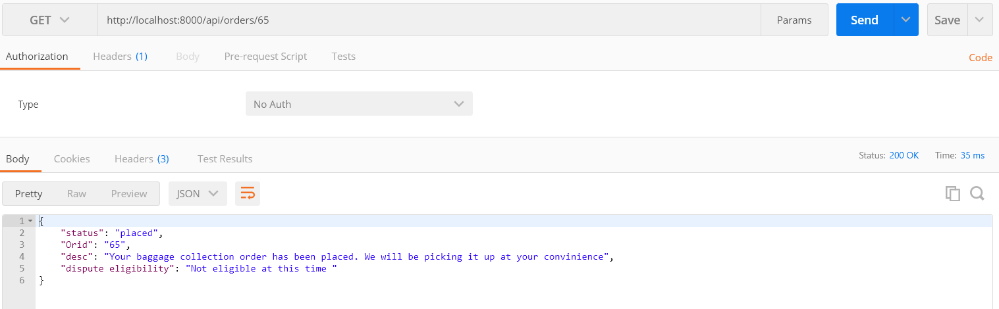 GET http://localhost:8000/api/orders/65 Params Send Save
Authorization Headers (1) Body Pre-request Script Tests Code
Type No Auth
Body Cookies Headers (3) Test Results Status: 200 OK Time: 35 ms
Pretty Raw Preview JSON
1 {
2 "status": "placed",
3 "Orid": "65",
4 "desc": "Your baggage collection order has been placed. We will be picking it up at your convinience",
5 "dispute eligibility": "Not eligible at this time "
6 }